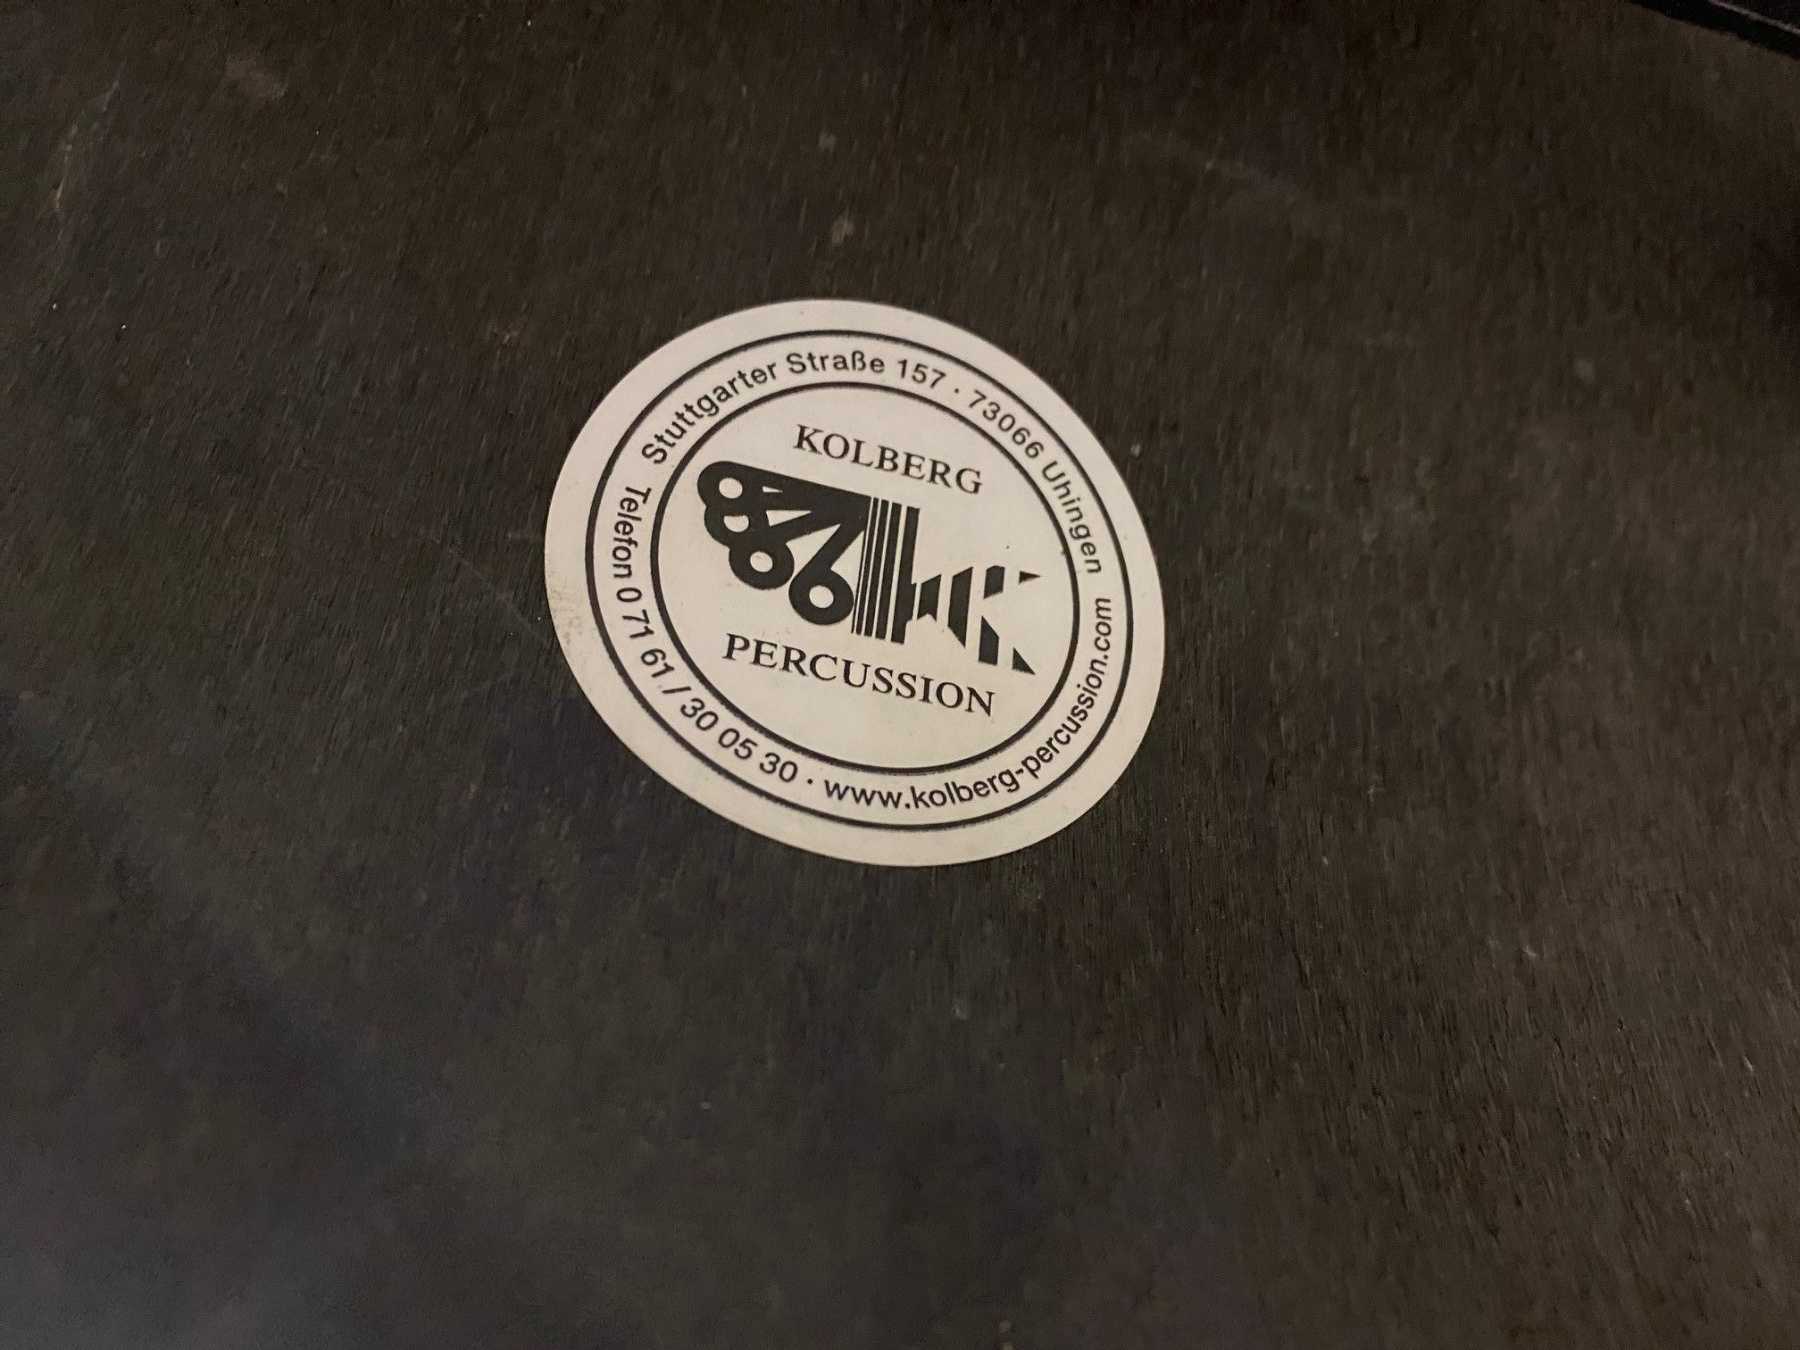 Stuttgarter Straße 157 · 73066 Uhingen
KOLBERG
PERCUSSION
Telefon 0 71 61 / 30 05 30 · www.kolberg-percussion.com